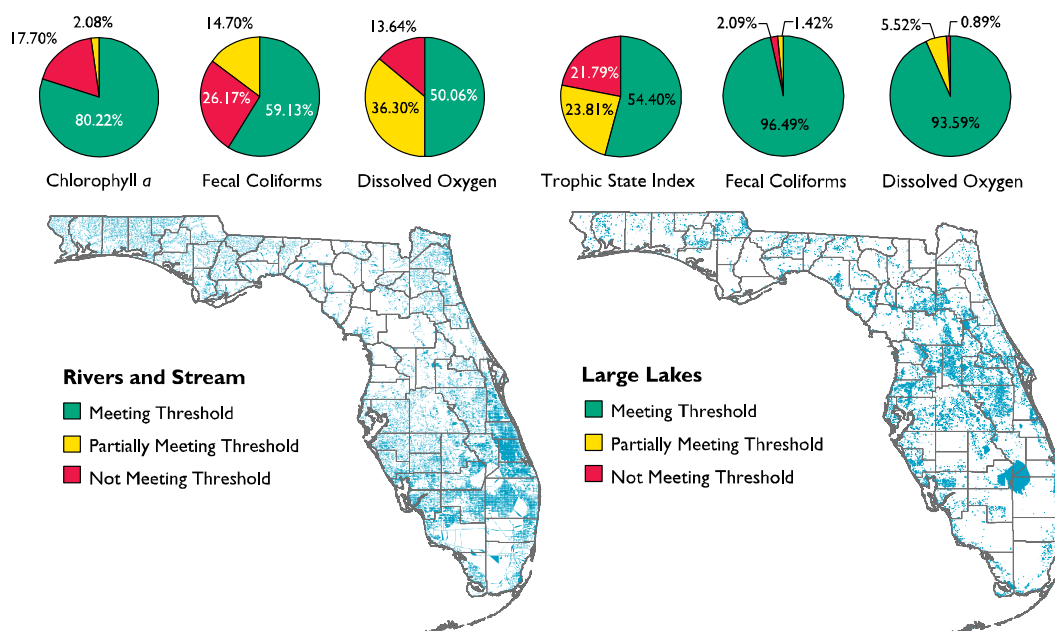 2.08%
17.70%
80.22%
Chlorophyll a
14.70%
26.17%
59.13%
Fecal Coliforms
13.64%
36.30%
50.06%
Dissolved Oxygen
21.79%
23.81%
54.40%
Trophic State Index
2.09%
1.42%
96.49%
Fecal Coliforms
5.52%
0.89%
93.59%
Dissolved Oxygen
Rivers and Stream
Meeting Threshold
Partially Meeting Threshold
Not Meeting Threshold
Large Lakes
Meeting Threshold
Partially Meeting Threshold
Not Meeting Threshold